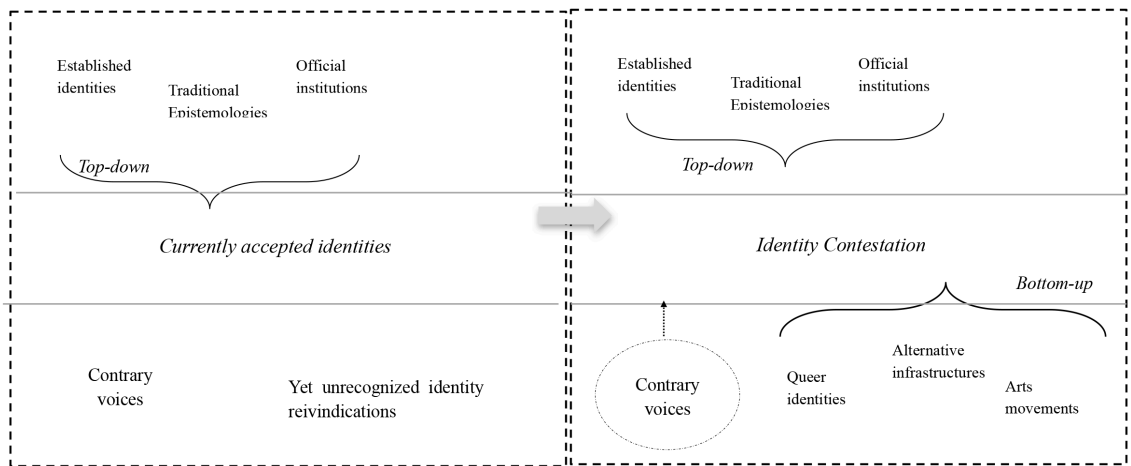 Established
identities
Traditional
Epistemologies
Official
institutions
Top-down
Currently accepted identities
Contrary
voices
Yet unrecognized identity
reivindications
Established
identities
Traditional
Epistemologies
Official
institutions
Top-down
Identity Contestation
Bottom-up
Contrary
voices
Queer
identities
Alternative
infrastructures
Arts
movements